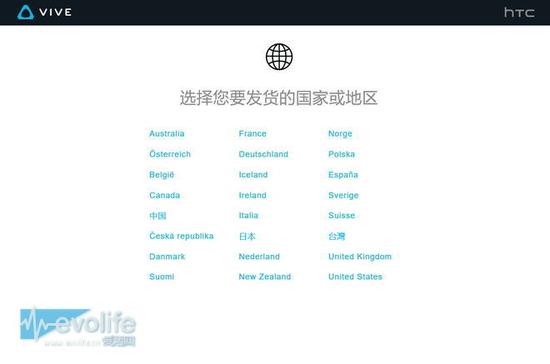 VIVE
hTC
选择您要发货的国家或地区
Australia France Norge
Österreich Deutschland Polska
België Iceland España
Canada Ireland Sverige
中国 Italia Suisse
Česká republika 日本 台灣
Danmark Nederland United Kingdom
Suomi New Zealand United States
evolife